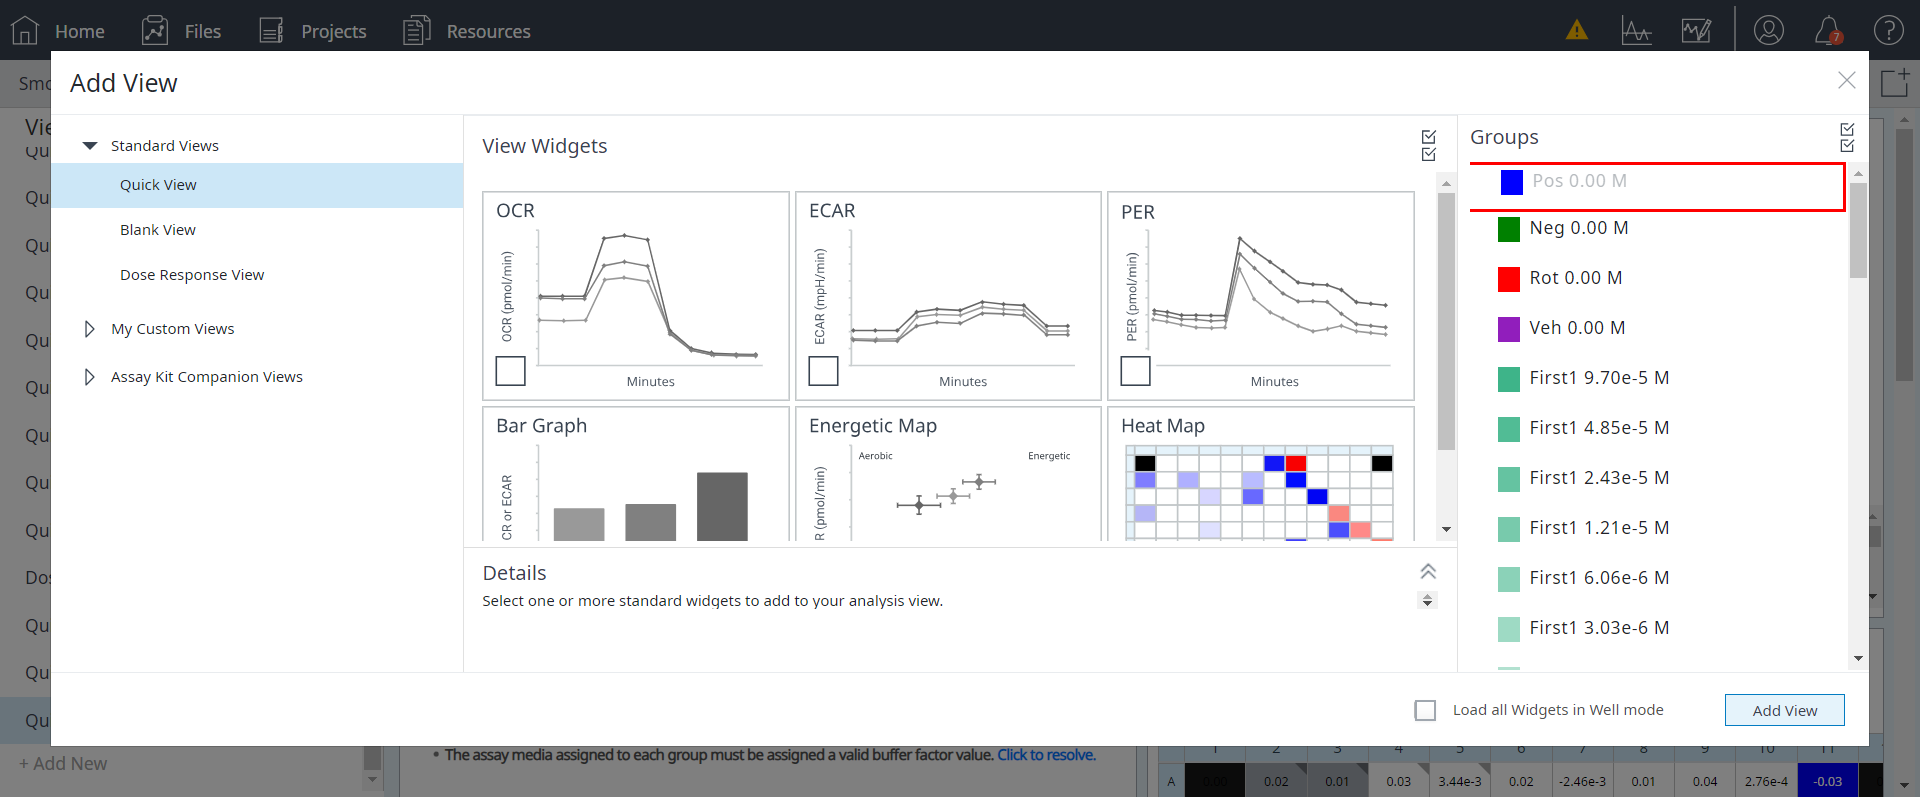 Home
Files
Projects
Resources
7
Add View
Standard Views
Quick View
Blank View
Dose Response View
My Custom Views
Assay Kit Companion Views
View Widgets
OCR
OCR (pmol/min)
Minutes
ECAR
ECAR (mpH/min)
Minutes
PER
PER (pmol/min)
Minutes
Bar Graph
CR or ECAR
Energetic Map
Aerobic
Energetic
R (pmol/min)
Heat Map
Details
Select one or more standard widgets to add to your analysis view.
Groups
Pos 0.00 M
Neg 0.00 M
Rot 0.00 M
Veh 0.00 M
First1 9.70e-5 M
First1 4.85e-5 M
First1 2.43e-5 M
First1 1.21e-5 M
First1 6.06e-6 M
First1 3.03e-6 M
Load all Widgets in Well mode
Add View
Smo
Vie
Qu
Qu
Qu
Qu
Qu
Qu
Qu
Qu
Qu
Dos
Qu
Qu
Qu
+ Add New
• The assay media assigned to each group must be assigned a valid buffer factor value. Click to resolve.
1 2 3 4 5 6 7 8 9 10 11
A 0.00 0.02 0.01 0.03 3.44e-3 0.02 -2.46e-3 0.01 0.04 2.76e-4 -0.03